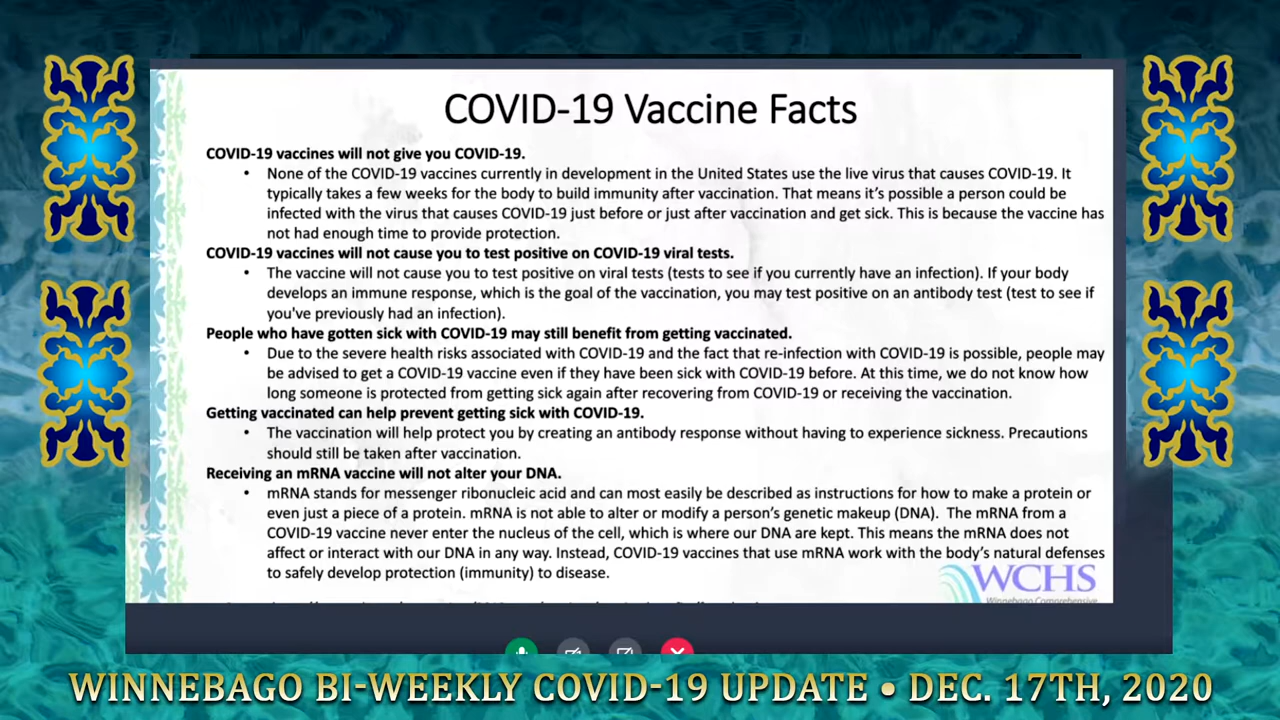 COVID-19 Vaccine Facts
COVID-19 vaccines will not give you COVID-19.
• None of the COVID-19 vaccines currently in development in the United States use the live virus that causes COVID-19. It
typically takes a few weeks for the body to build immunity after vaccination. That means it's possible a person could be
infected with the virus that causes COVID-19 just before or just after vaccination and get sick. This is because the vaccine has
not had enough time to provide protection.
COVID-19 vaccines will not cause you to test positive on COVID-19 viral tests.
• The vaccine will not cause you to test positive on viral tests (tests to see if you currently have an infection). If your body
develops an immune response, which is the goal of the vaccination, you may test positive on an antibody test (test to see if
you've previously had an infection).
People who have gotten sick with COVID-19 may still benefit from getting vaccinated.
• Due to the severe health risks associated with COVID-19 and the fact that re-infection with COVID-19 is possible, people may
be advised to get a COVID-19 vaccine even if they have been sick with COVID-19 before. At this time, we do not know how
long someone is protected from getting sick again after recovering from COVID-19 or receiving the vaccination.
Getting vaccinated can help prevent getting sick with COVID-19.
• The vaccination will help protect you by creating an antibody response without having to experience sickness. Precautions
should still be taken after vaccination.
Receiving an mRNA vaccine will not alter your DNA.
• mRNA stands for messenger ribonucleic acid and can most easily be described as instructions for how to make a protein or
even just a piece of a protein. mRNA is not able to alter or modify a person's genetic makeup (DNA). The mRNA from a
COVID-19 vaccine never enter the nucleus of the cell, which is where our DNA are kept. This means the mRNA does not
affect or interact with our DNA in any way. Instead, COVID-19 vaccines that use mRNA work with the body's natural defenses
to safely develop protection (immunity) to disease.
WCHS
Winnebago Comprehensive
WINNEBAGO BI-WEEKLY COVID-19 UPDATE • DEC. 17TH, 2020